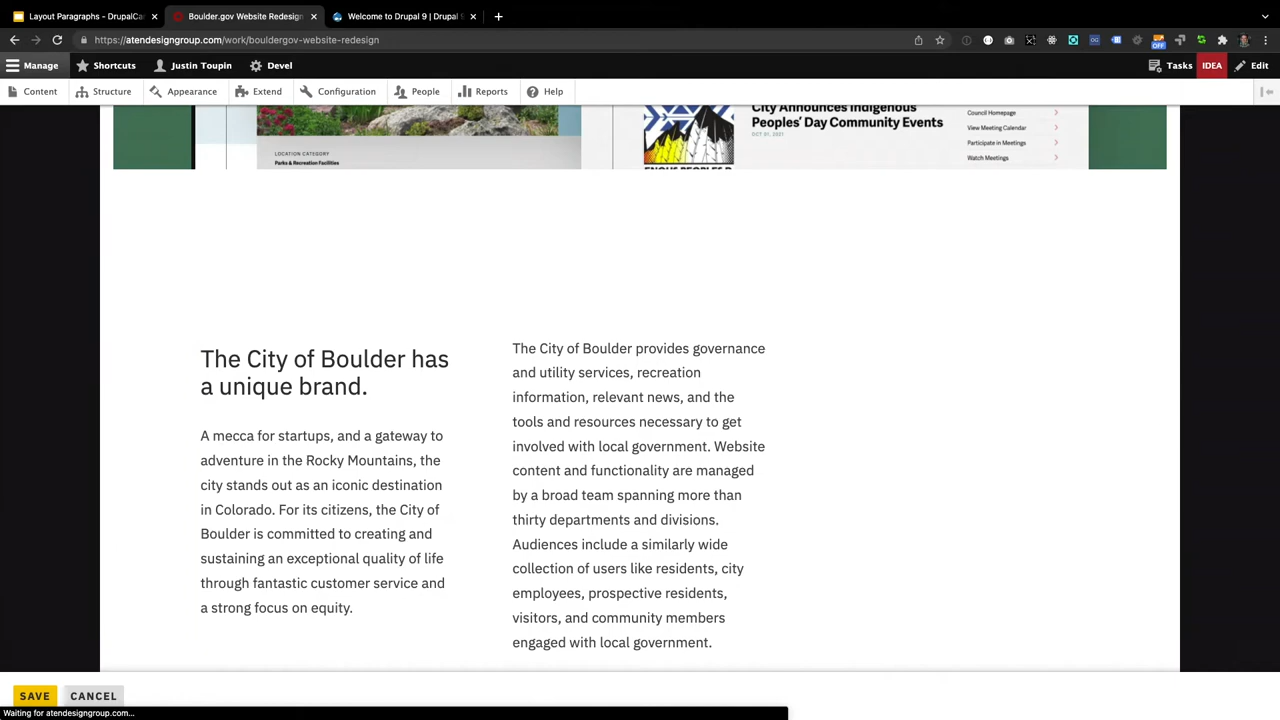 Layout Paragraphs - DrupalCa
Boulder.gov Website Redesign
Welcome to Drupal 9 | Drupal
https://atendesigngroup.com/work/bouldergov-website-redesign
OFF
Manage
Shortcuts
Justin Toupin
Devel
Tasks
IDEA
Edit
Content
Structure
Appearance
Extend
Configuration
People
Reports
Help
City Announces Indigenous
Peoples' Day Community Events
OCT 31, 2021
Council Homepage
View Meeting Calendar
Participate in Meetings
Watch Meetings
LOCATION CATEGORY
Parks & Recreation Facilities
The City of Boulder has
a unique brand.
A mecca for startups, and a gateway to
adventure in the Rocky Mountains, the
city stands out as an iconic destination
in Colorado. For its citizens, the City of
Boulder is committed to creating and
sustaining an exceptional quality of life
through fantastic customer service and
a strong focus on equity.
The City of Boulder provides governance
and utility services, recreation
information, relevant news, and the
tools and resources necessary to get
involved with local government. Website
content and functionality are managed
by a broad team spanning more than
thirty departments and divisions.
Audiences include a similarly wide
collection of users like residents, city
employees, prospective residents,
visitors, and community members
engaged with local government.
SAVE
CANCEL
Waiting for atendesigngroup.com...